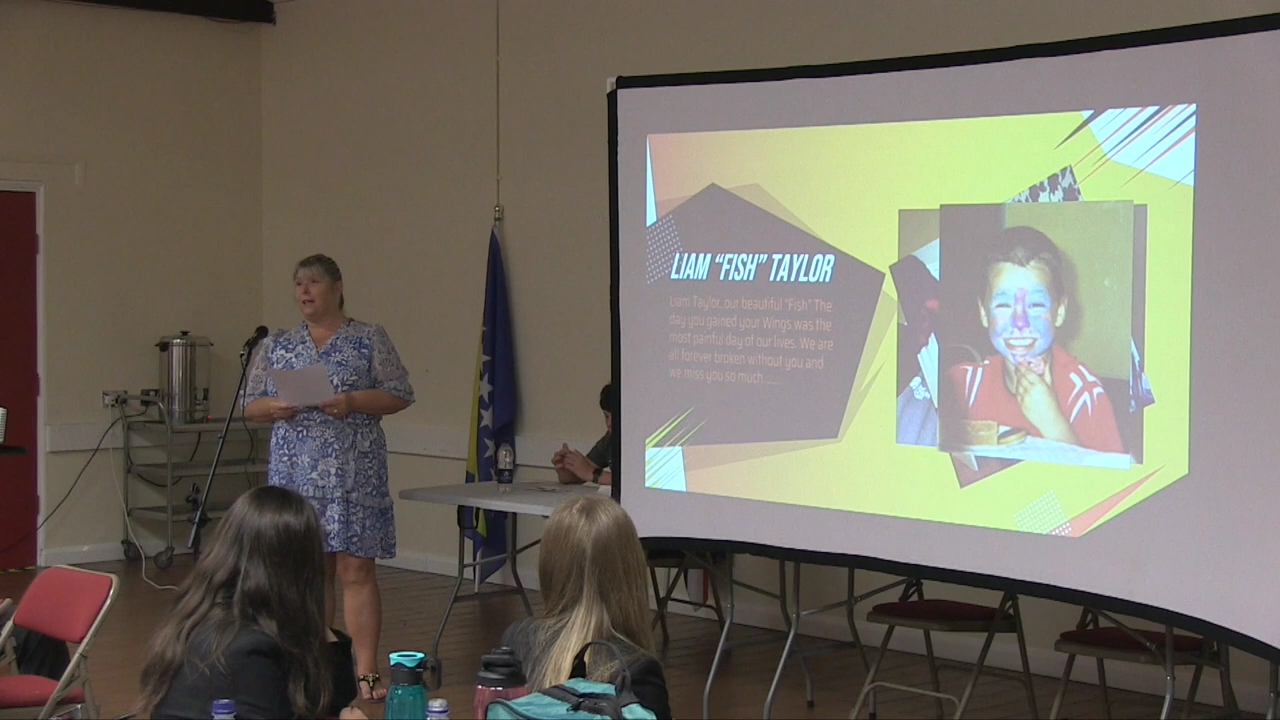 LIAM “FISH” TAYLOR
Liam Taylor, our beautiful “Fish” The
day you gained your Wings was the
most painful day of our lives. We are
all forever broken without you and
we miss you so much.......